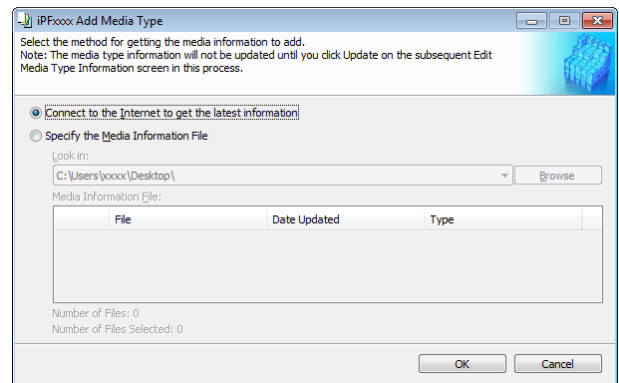 iPFxxxx Add Media Type
Select the method for getting the media information to add.
Note: The media type information will not be updated until you click Update on the subsequent Edit
Media Type Information screen in this process.
Connect to the Internet to get the latest information
Specify the Media Information File
Look in:
C:\Users\xxxx\Desktop\
Browse
Media Information File:
File Date Updated Type
Number of Files: 0
Number of Files Selected: 0
OK Cancel